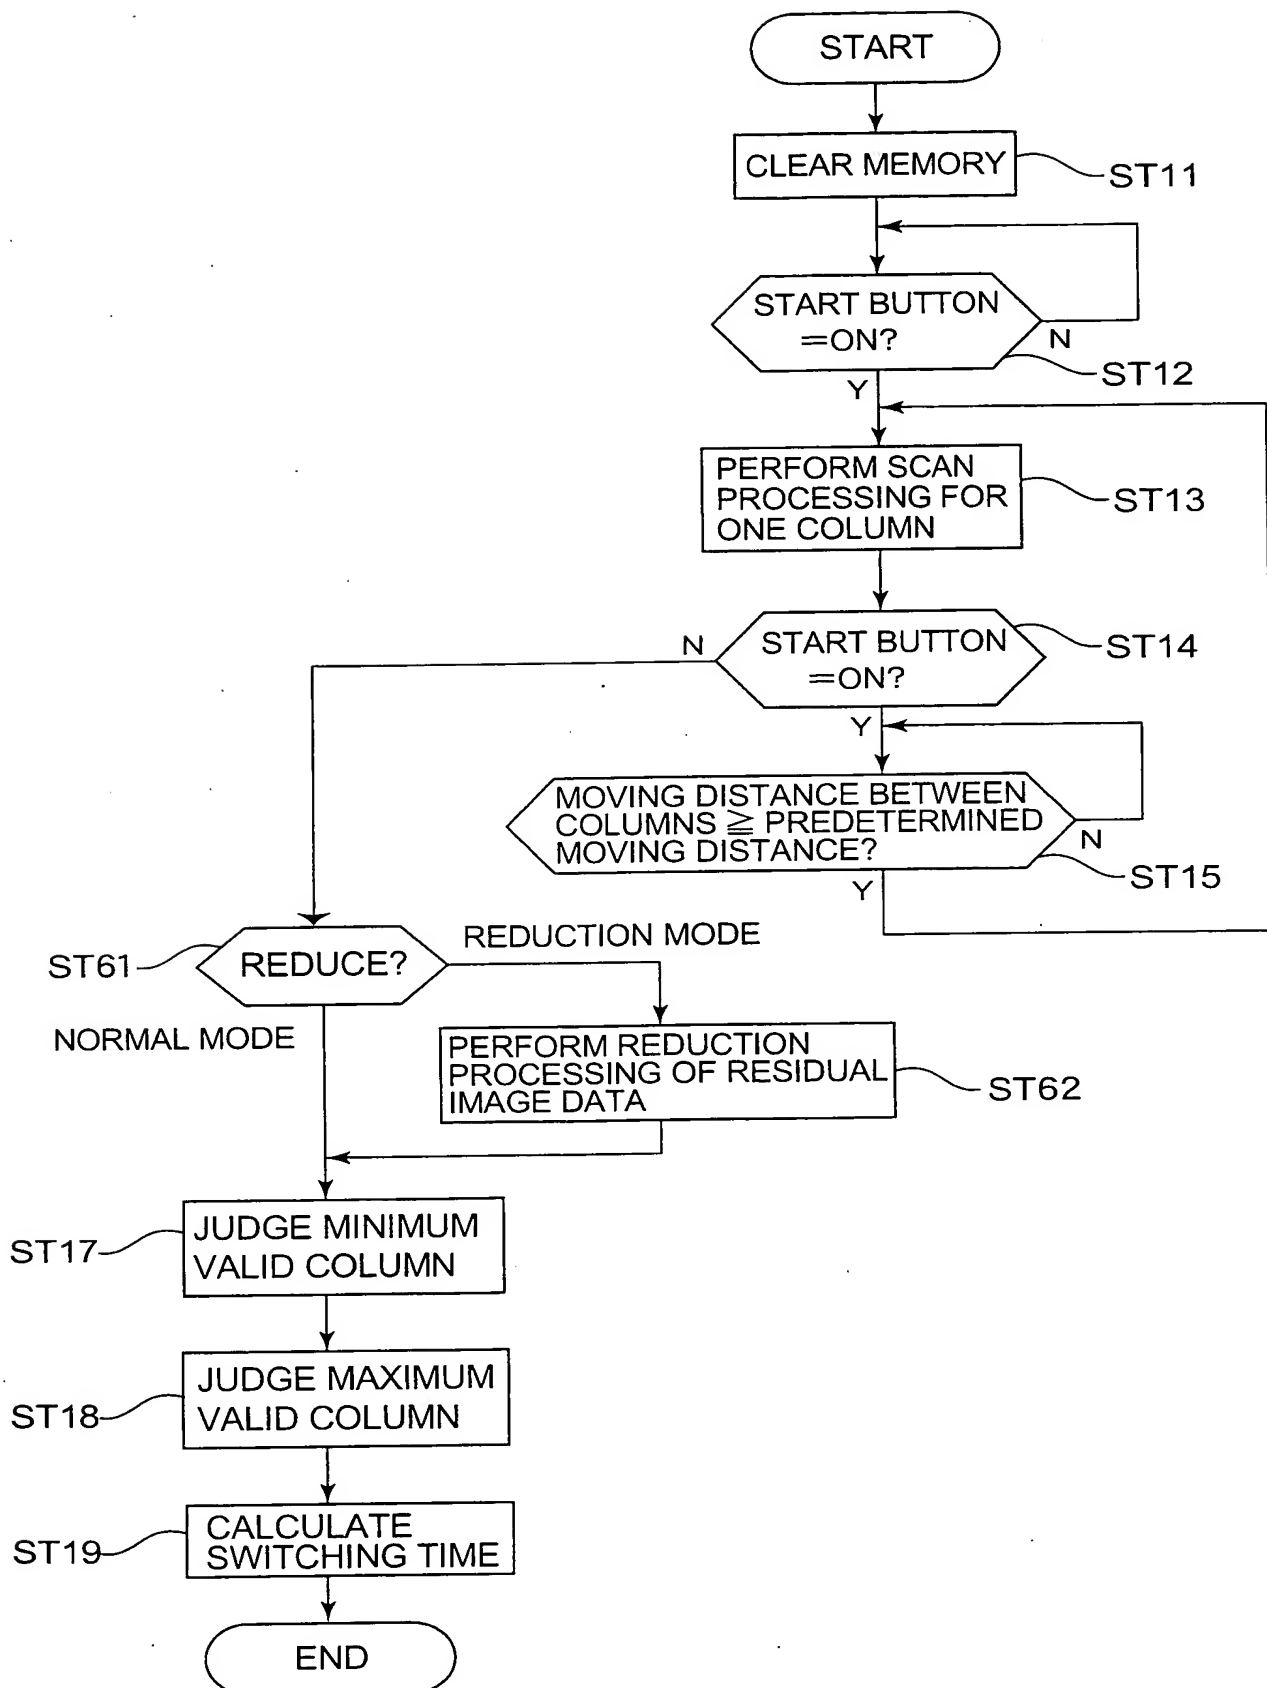 START
CLEAR MEMORY
ST11
START BUTTON
=ON?
N
ST12
Y
PERFORM SCAN
PROCESSING FOR
ONE COLUMN
ST13
START BUTTON
=ON?
ST14
N
Y
MOVING DISTANCE BETWEEN
COLUMNS ≧ PREDETERMINED
MOVING DISTANCE?
N
ST15
Y
REDUCE?
ST61
REDUCTION MODE
NORMAL MODE
PERFORM REDUCTION
PROCESSING OF RESIDUAL
IMAGE DATA
ST62
JUDGE MINIMUM
VALID COLUMN
ST17
JUDGE MAXIMUM
VALID COLUMN
ST18
CALCULATE
SWITCHING TIME
ST19
END